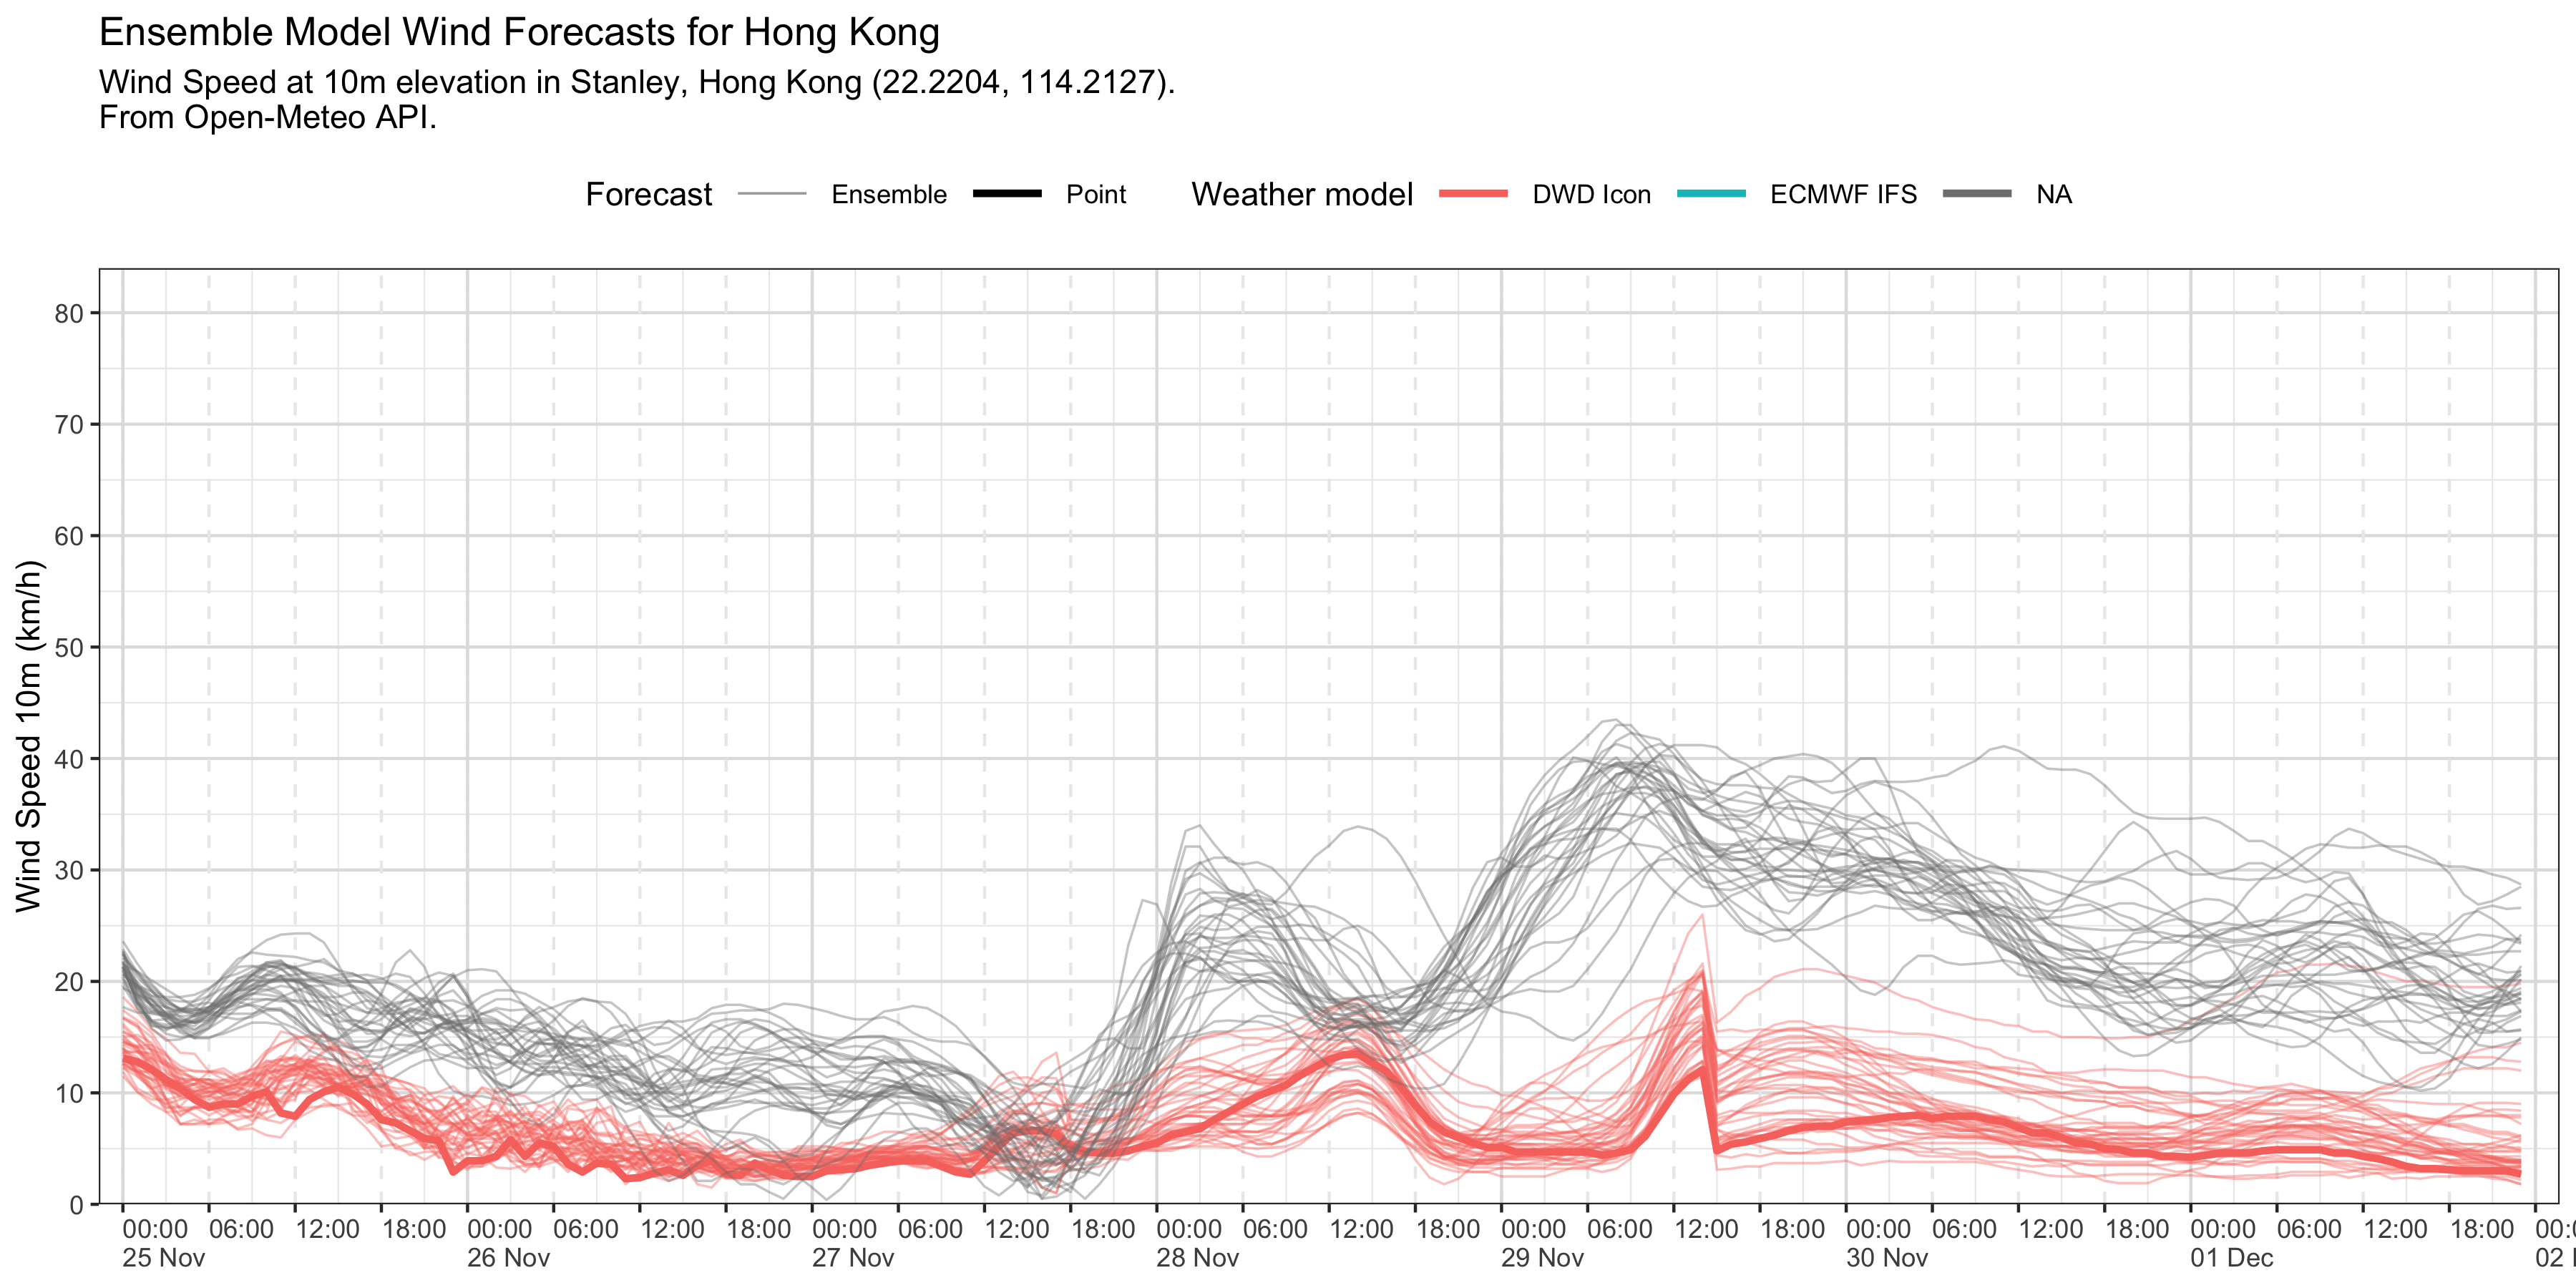 Ensemble Model Wind Forecasts for Hong Kong
Wind Speed at 10m elevation in Stanley, Hong Kong (22.2204, 114.2127).
From Open-Meteo API.
Forecast Ensemble Point Weather model DWD Icon ECMWF IFS NA
Wind Speed 10m (km/h)
80
70
60
50
40
30
20
10
0
00:00 06:00 12:00 18:00 00:00 06:00 12:00 18:00 00:00 06:00 12:00 18:00 00:00 06:00 12:00 18:00 00:00 06:00 12:00 18:00 00:00 06:00 12:00 18:00 00:00 06:00 12:00 18:00
25 Nov 26 Nov 27 Nov 28 Nov 29 Nov 30 Nov 01 Dec 02